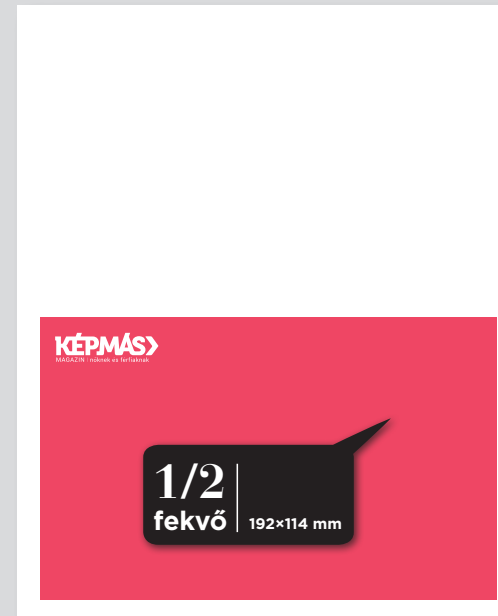 KÉPMÁS
MAGAZIN | nőknek és férfiaknak
1/2
fekvő
192×114 mm